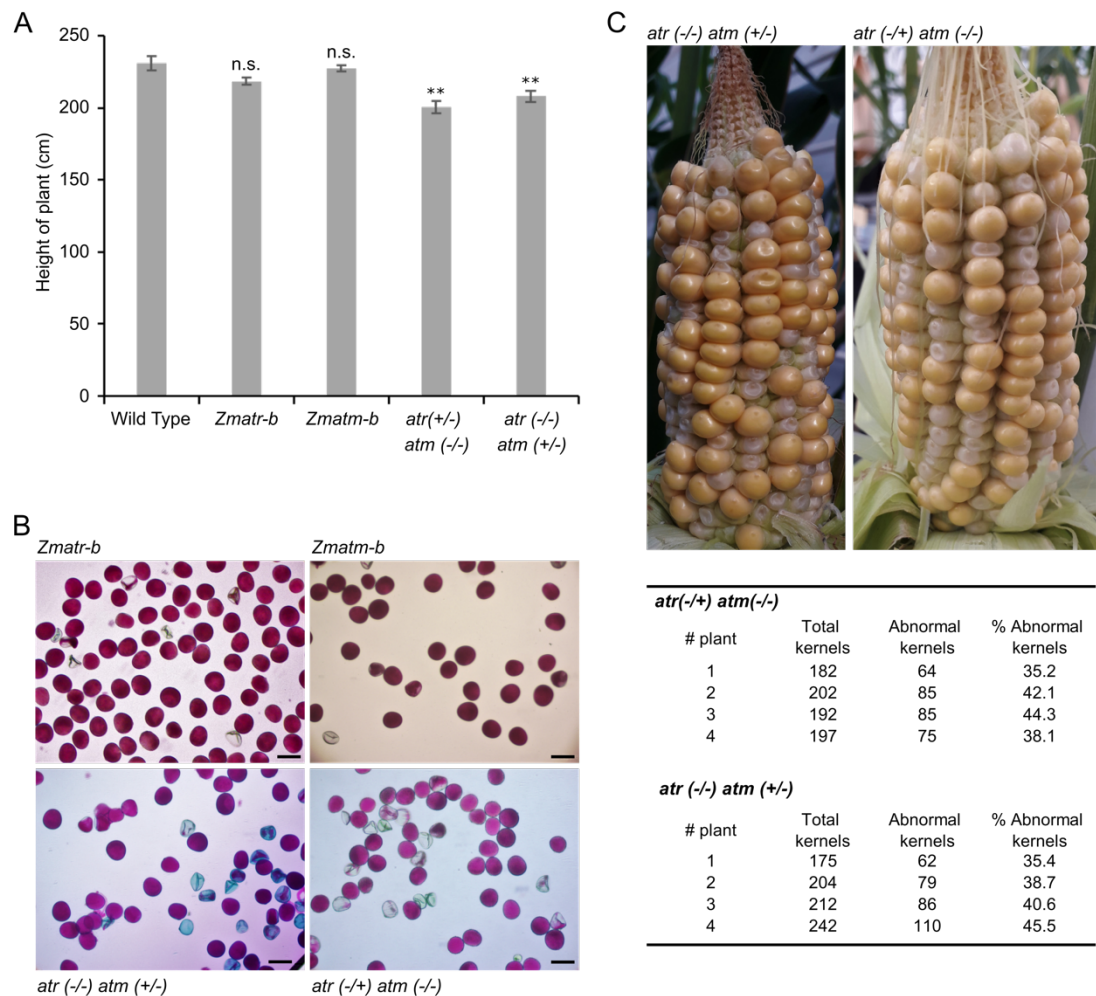 A
250
200
150
100
50
0
Height of plant (cm)
n.s.
n.s.
**
**
Wild Type
Zmatr-b
Zmatm-b
atr(+/-)
atm (-/-)
atr (-/-)
atm (+/-)
B
Zmatr-b
Zmatm-b
atr (-/-) atm (+/-)
atr (-/+) atm (-/-)
C
atr (-/-) atm (+/-)
atr (-/+) atm (-/-)
atr(-/+) atm(-/-)
# plant Total kernels Abnormal kernels % Abnormal kernels
1 182 64 35.2
2 202 85 42.1
3 192 85 44.3
4 197 75 38.1
atr (-/-) atm (+/-)
# plant Total kernels Abnormal kernels % Abnormal kernels
1 175 62 35.4
2 204 79 38.7
3 212 86 40.6
4 242 110 45.5